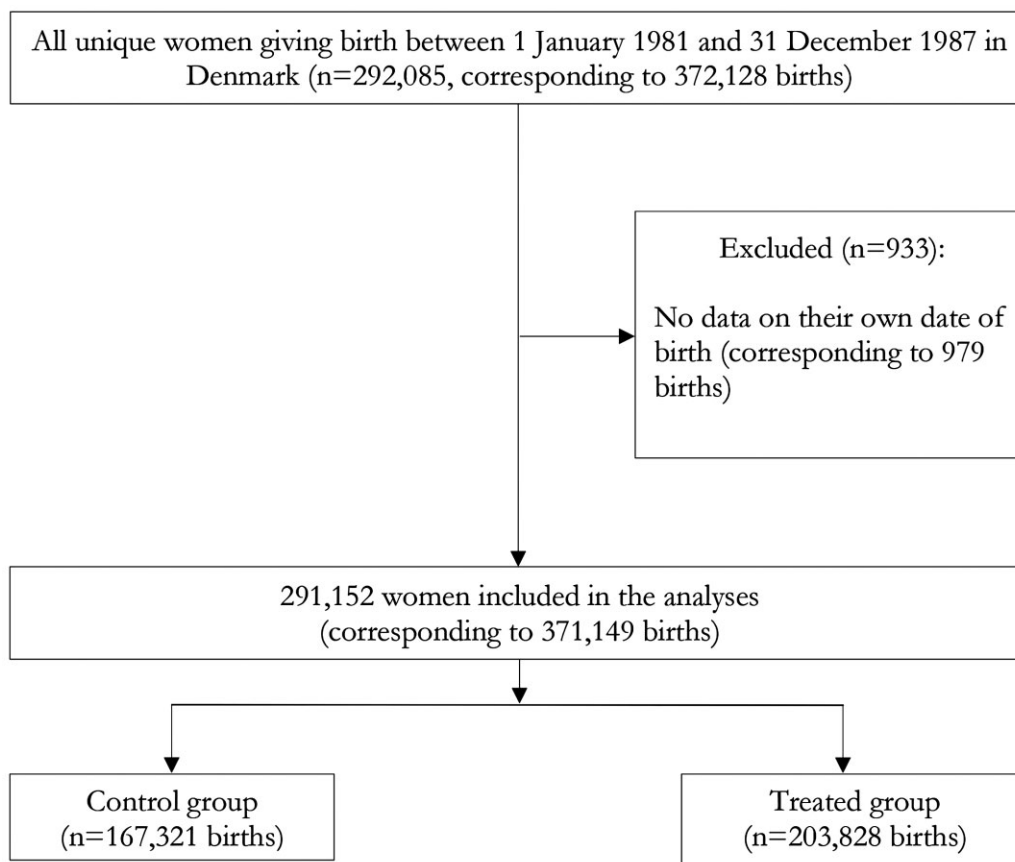 All unique women giving birth between 1 January 1981 and 31 December 1987 in
Denmark (n=292,085, corresponding to 372,128 births)
Excluded (n=933):
No data on their own date of
birth (corresponding to 979
births)
291,152 women included in the analyses
(corresponding to 371,149 births)
Control group
(n=167,321 births)
Treated group
(n=203,828 births)